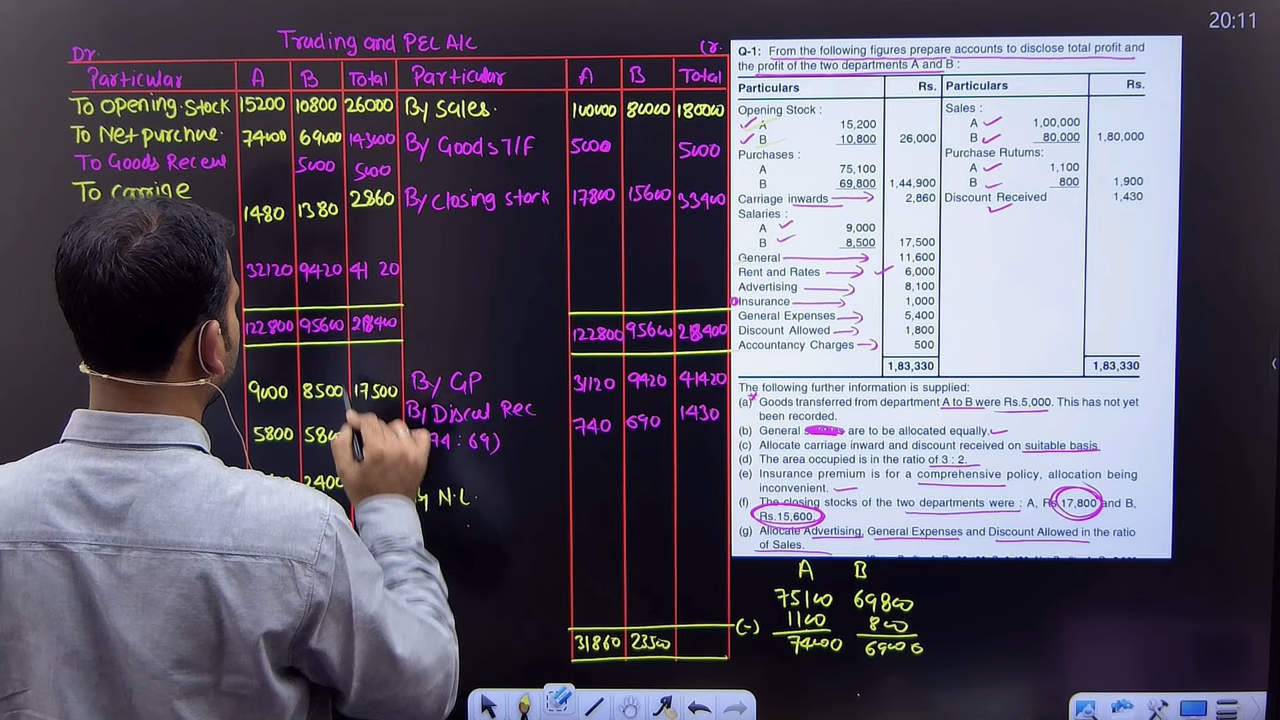 20:11
Trading and P&L A/c
Dr.
Cr.
Particular A B Total Particular A B Total
To Opening Stock 15200 10800 26000 By Sales. 100000 80000 180000
To Net purchase 74000 69000 143000 By Goods T/F 5000 5000
To Goods Receved 5000 5000
To Carrige 1480 1380 2860 By Closing stock 17800 15600 33400
32120 9420 41 20
122800 95600 218400 122800 95600 218400
9000 8500 17500 By GP 31120 9420 41420
By Discut Rec 740 690 1430
5800 74 : 69)
2400 By N.L.
31860 23500
Q-1: From the following figures prepare accounts to disclose total profit and
the profit of the two departments A and B :
Particulars Rs. Particulars Rs.
Opening Stock : Sales :
A 15,200 A 1,00,000
B 10,800 26,000 B 80,000 1,80,000
Purchases : Purchase Ruturns:
A 75,100 A 1,100
B 69,800 1,44,900 B 800 1,900
Carriage inwards 2,860 Discount Received 1,430
Salaries :
A 9,000
B 8,500 17,500
General 11,600
Rent and Rates 6,000
Advertising 8,100
Insurance 1,000
General Expenses 5,400
Discount Allowed 1,800
Accountancy Charges 500
1,83,330 1,83,330
The following further information is supplied:
(a) Goods transferred from department A to B were Rs.5,000. This has not yet
been recorded.
(b) General are to be allocated equally.
(c) Allocate carriage inward and discount received on suitable basis.
(d) The area occupied is in the ratio of 3 : 2.
(e) Insurance premium is for a comprehensive policy, allocation being
inconvenient.
(f) The closing stocks of the two departments were : A, Rs.17,800 and B,
Rs.15,600.
(g) Allocate Advertising, General Expenses and Discount Allowed in the ratio
of Sales.
A B
75100 69800
(-) 1100 800
74000 69000